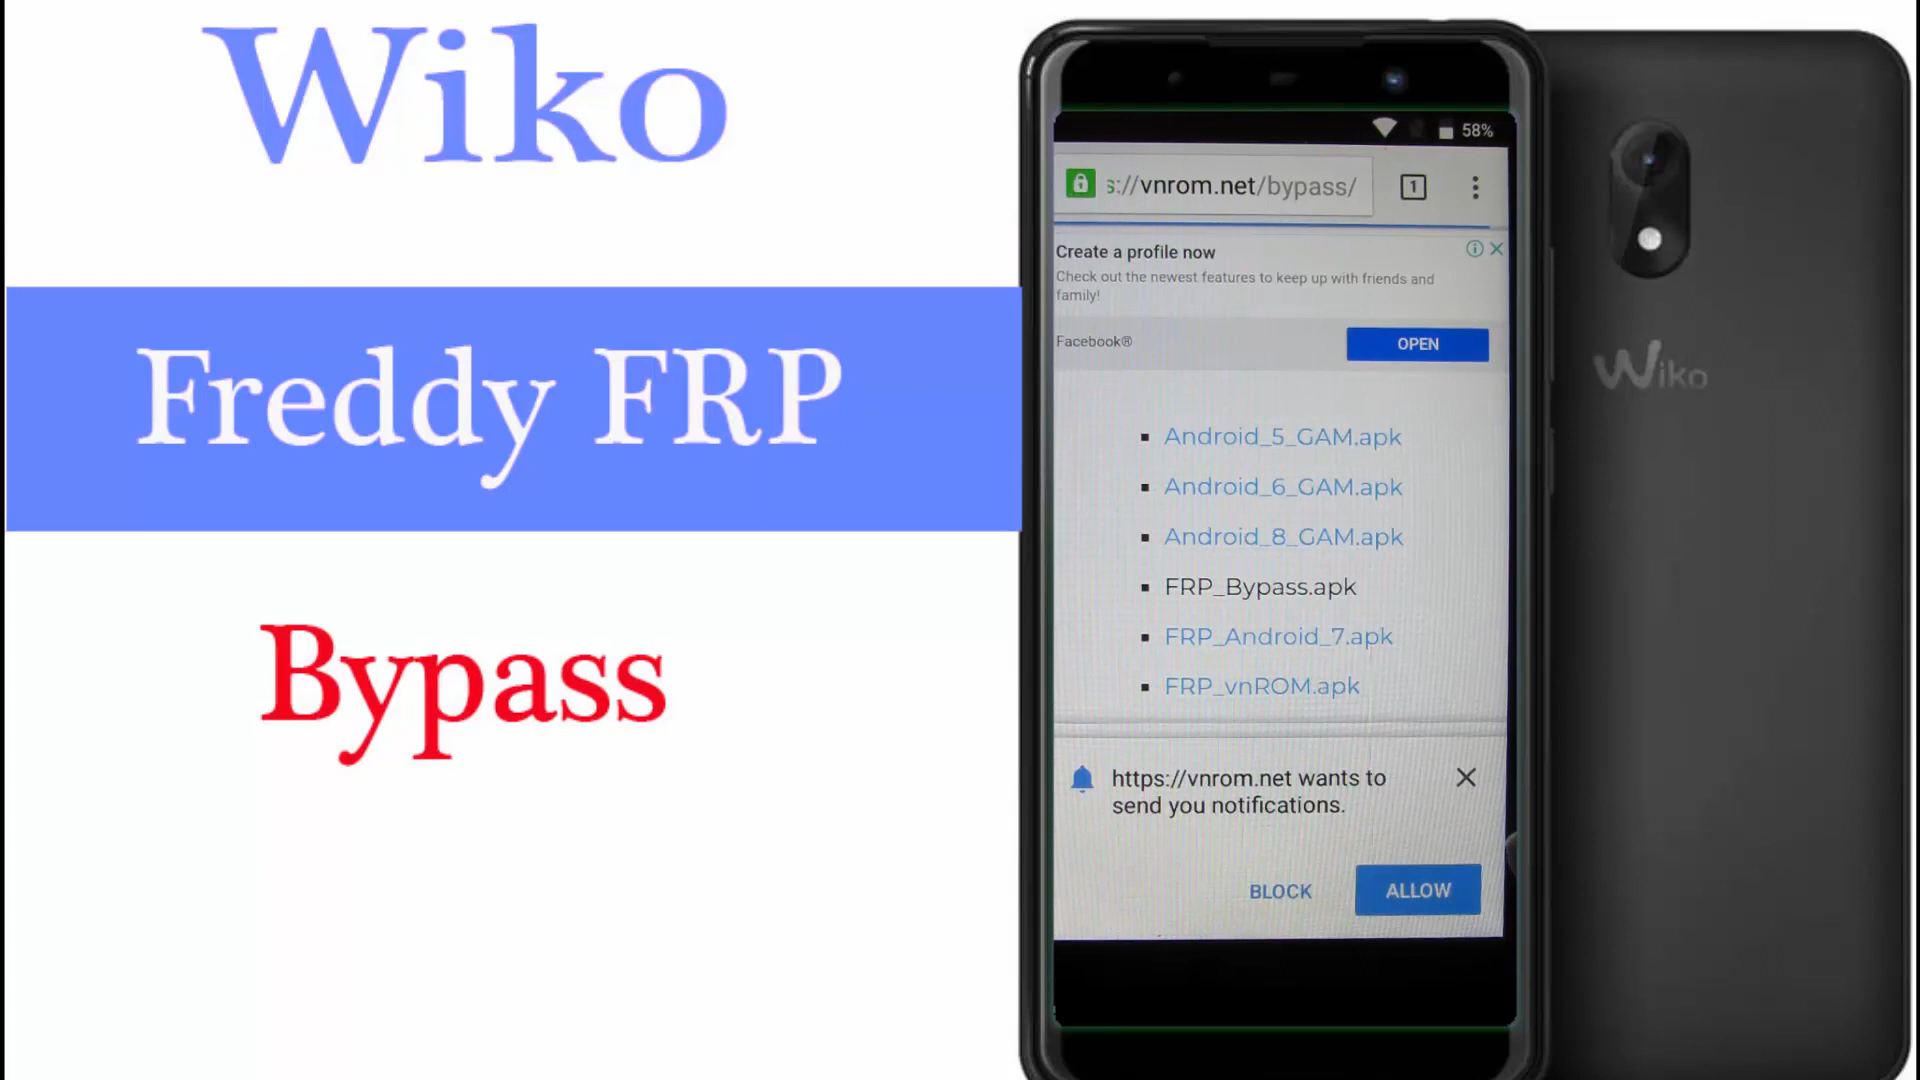 Wiko
Freddy FRP
Bypass
58%
s://vnrom.net/bypass/
1
Create a profile now
Check out the newest features to keep up with friends and
family!
Facebook®
OPEN
Android_5_GAM.apk
Android_6_GAM.apk
Android_8_GAM.apk
FRP_Bypass.apk
FRP_Android_7.apk
FRP_vnROM.apk
https://vnrom.net wants to
send you notifications.
BLOCK
ALLOW
Wiko